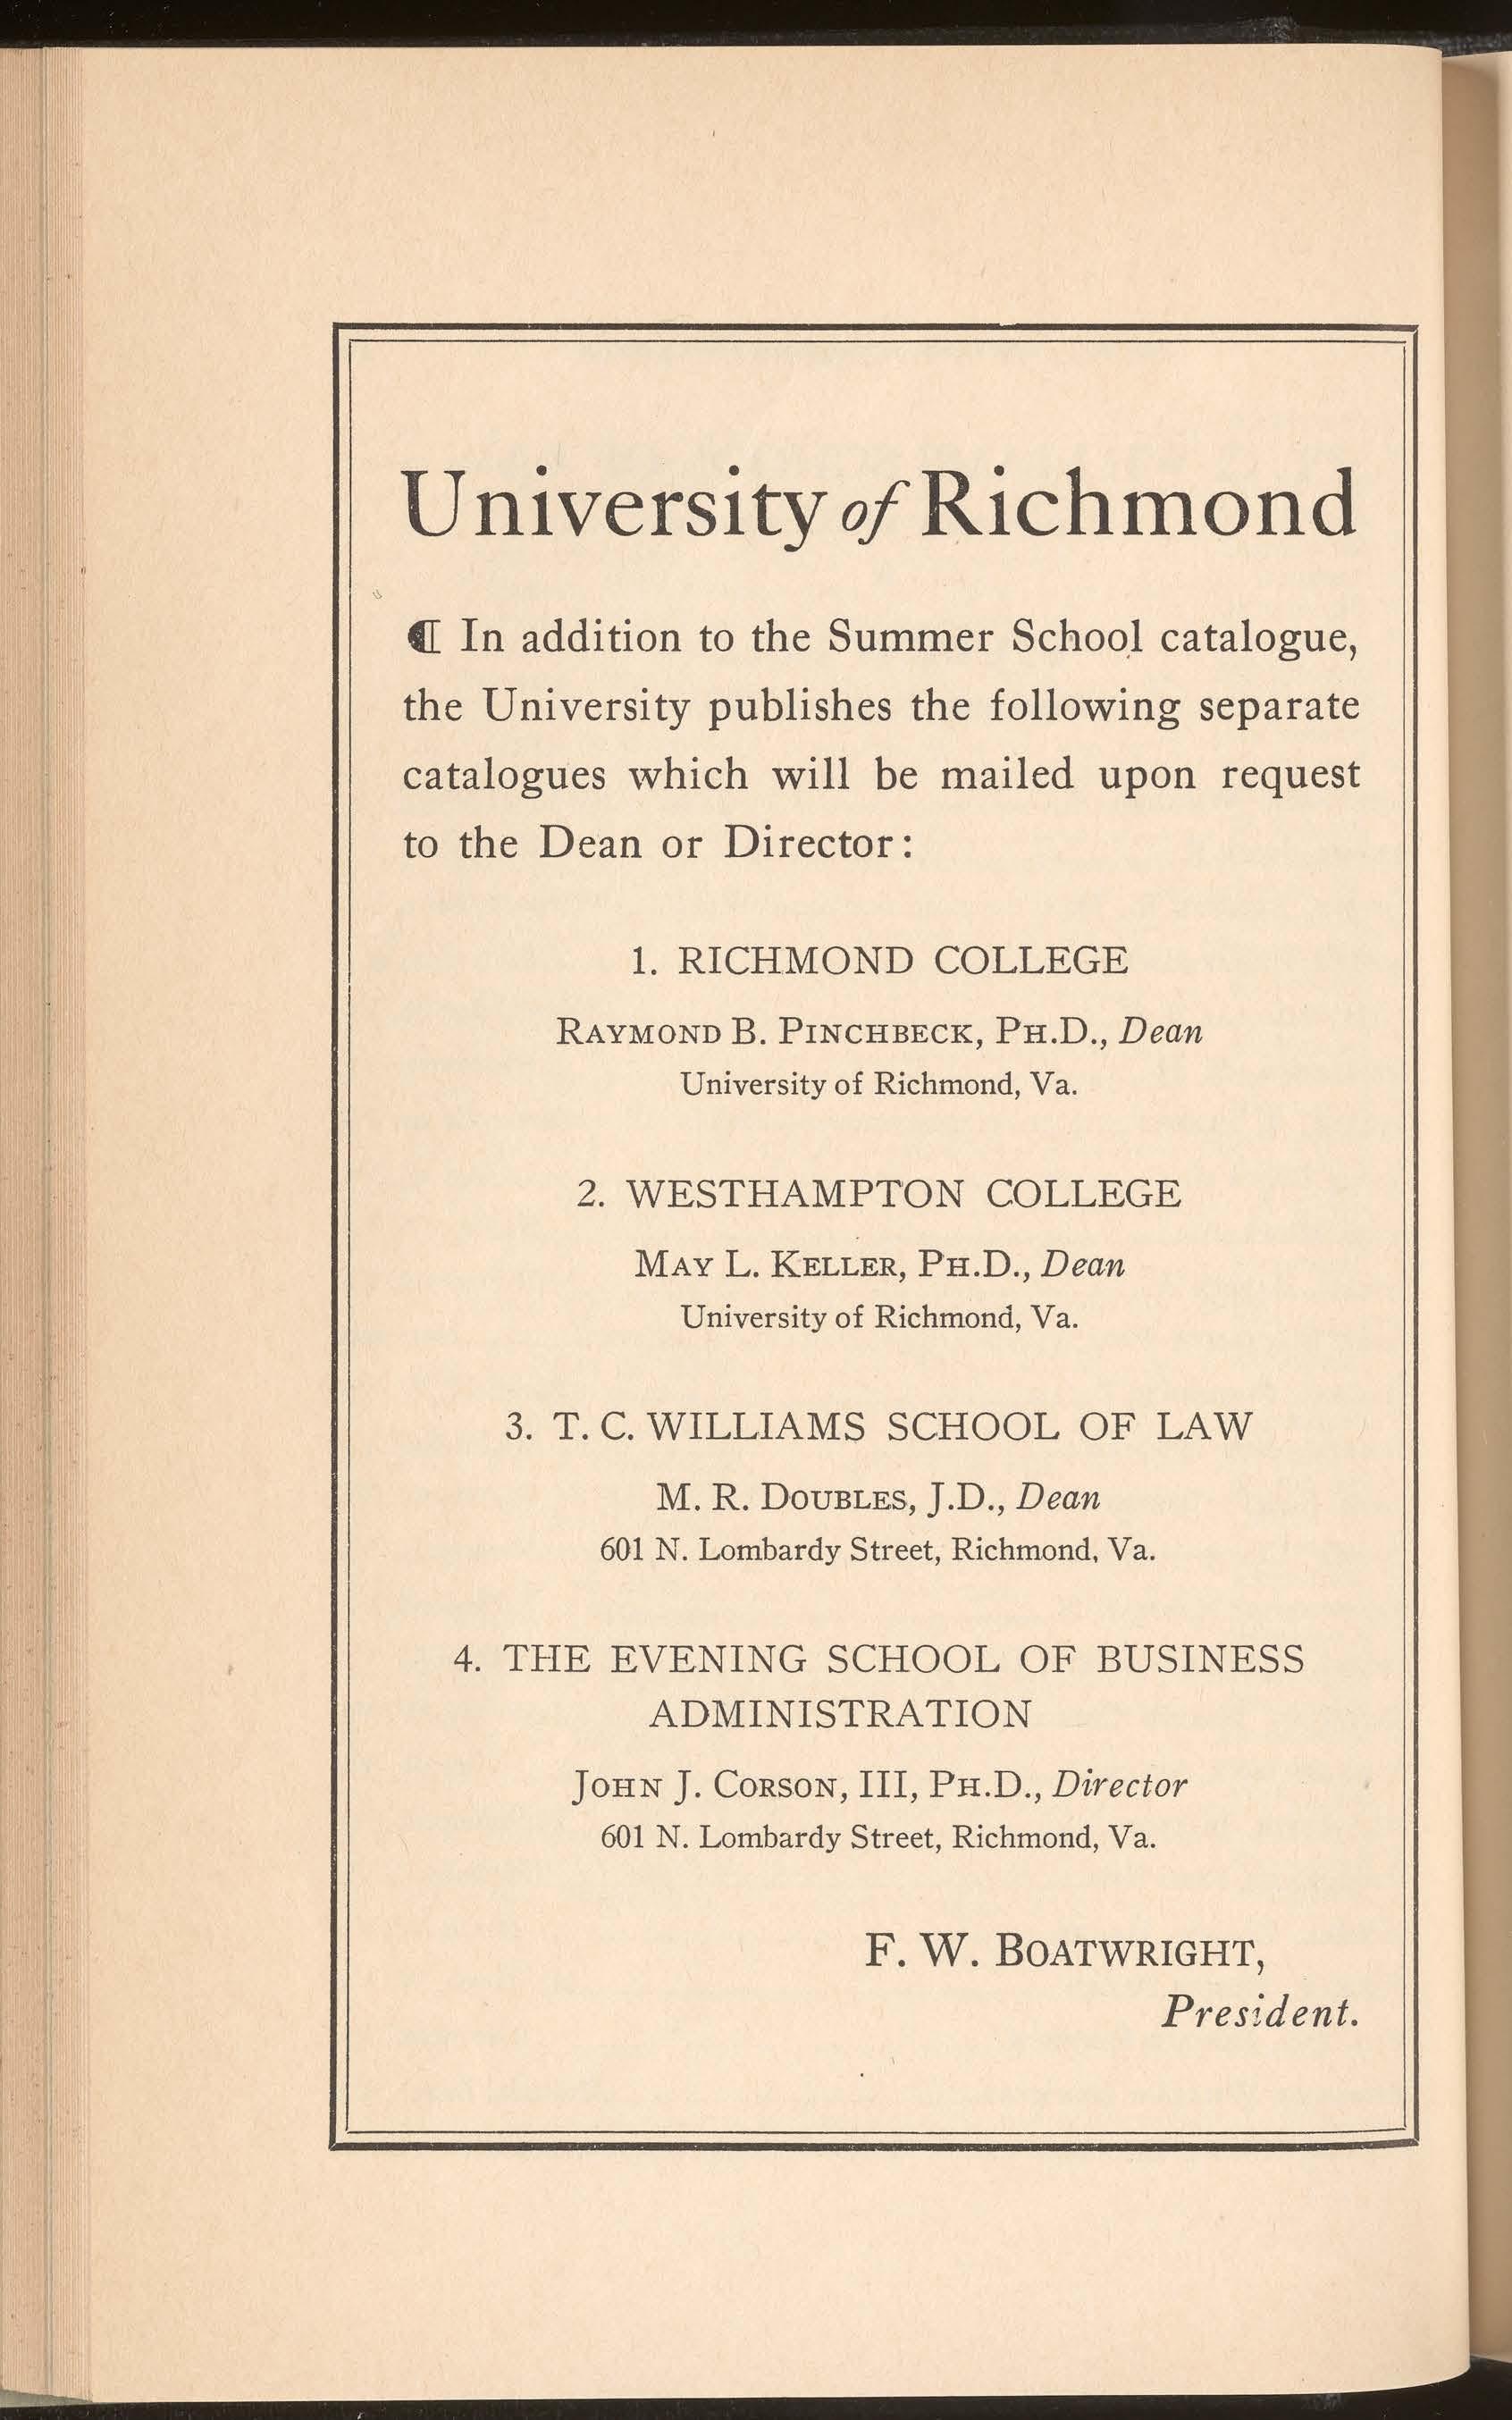 University of Richmond
¶ In addition to the Summer School catalogue,
the University publishes the following separate
catalogues which will be mailed upon request
to the Dean or Director:
1. RICHMOND COLLEGE
RAYMOND B. PINCHBECK, PH.D., Dean
University of Richmond, Va.
2. WESTHAMPTON COLLEGE
MAY L. KELLER, PH.D., Dean
University of Richmond, Va.
3. T. C. WILLIAMS SCHOOL OF LAW
M. R. DOUBLES, J.D., Dean
601 N. Lombardy Street, Richmond, Va.
4. THE EVENING SCHOOL OF BUSINESS
ADMINISTRATION
JOHN J. CORSON, III, PH.D., Director
601 N. Lombardy Street, Richmond, Va.
F. W. BOATWRIGHT,
President.